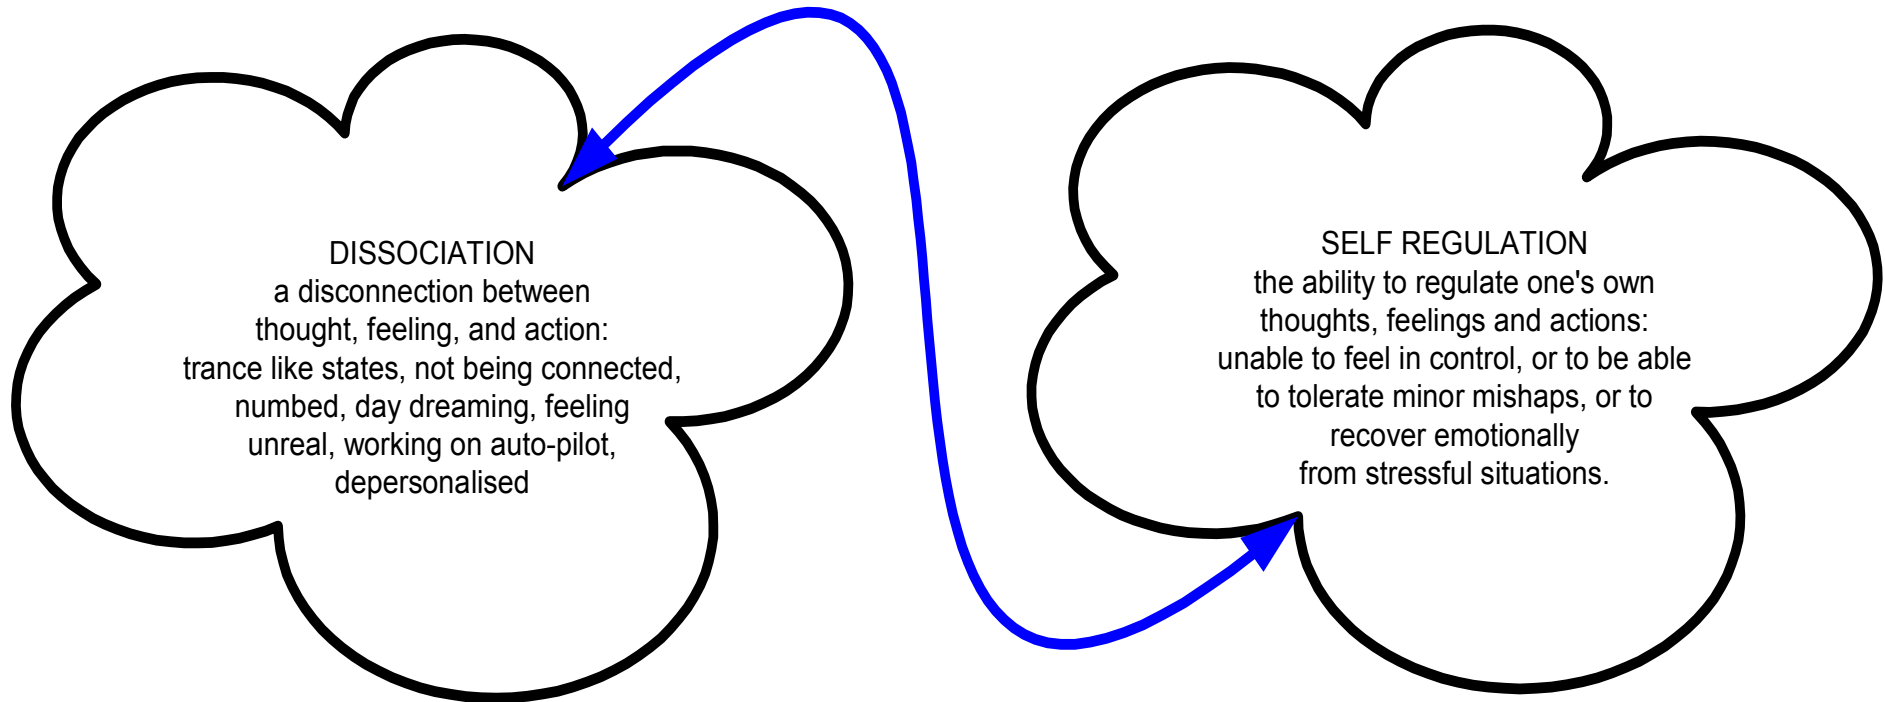 DISSOCIATION
a disconnection between
thought, feeling, and action:
trance like states, not being connected,
numbed, day dreaming, feeling
unreal, working on auto-pilot,
depersonalised
SELF REGULATION
the ability to regulate one's own
thoughts, feelings and actions:
unable to feel in control, or to be able
to tolerate minor mishaps, or to
recover emotionally
from stressful situations.